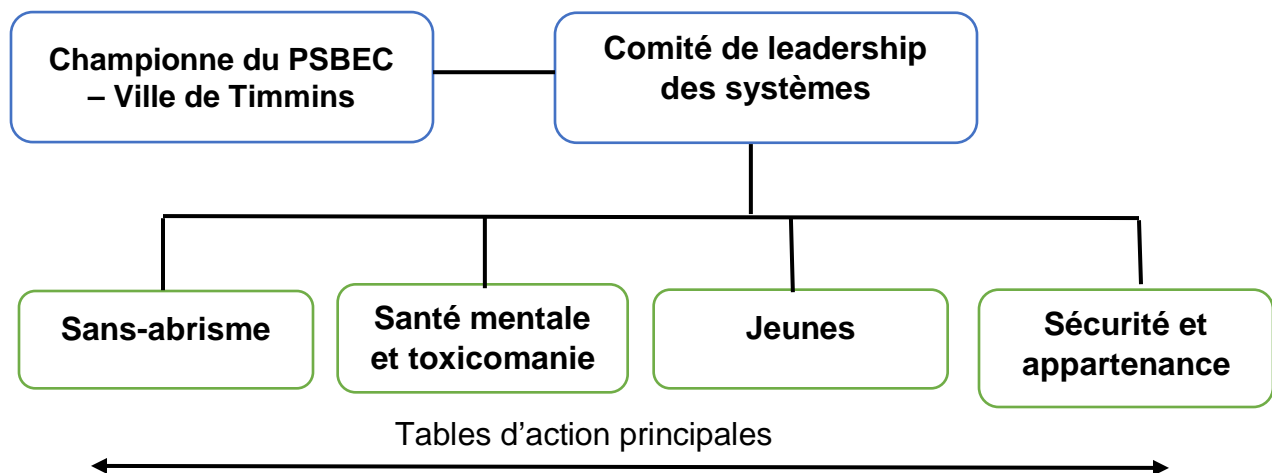 Championne du PSBEC
– Ville de Timmins
Comité de leadership
des systèmes
Sans-abrisme
Santé mentale
et toxicomanie
Jeunes
Sécurité et
appartenance
Tables d’action principales